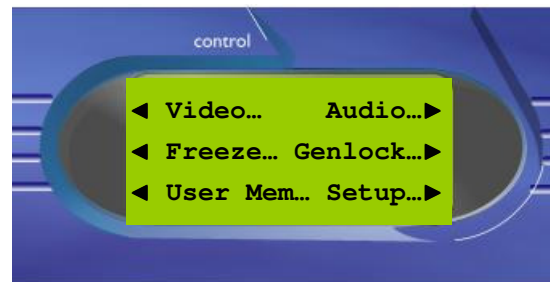 control
◄ Video… Audio…►
◄ Freeze… Genlock…►
◄ User Mem… Setup…►